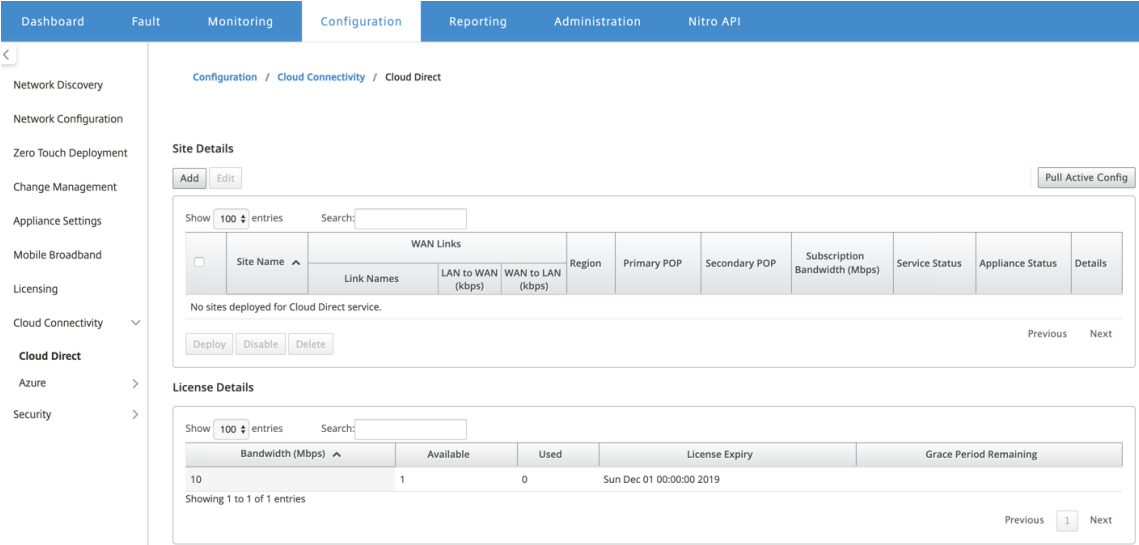 Dashboard Fault Monitoring Configuration Reporting Administration Nitro API
Network Discovery
Network Configuration
Zero Touch Deployment
Change Management
Appliance Settings
Mobile Broadband
Licensing
Cloud Connectivity
Cloud Direct
Azure
Security
Configuration / Cloud Connectivity / Cloud Direct
Site Details
Add Edit Pull Active Config
Show 100 entries Search:
Site Name
WAN Links
Link Names
LAN to WAN
(kbps)
WAN to LAN
(kbps)
Region
Primary POP
Secondary POP
Subscription
Bandwidth (Mbps)
Service Status
Appliance Status
Details
No sites deployed for Cloud Direct service.
Previous Next
Deploy Disable Delete
License Details
Show 100 entries Search:
Bandwidth (Mbps) Available Used License Expiry Grace Period Remaining
10 1 0 Sun Dec 01 00:00:00 2019
Showing 1 to 1 of 1 entries
Previous 1 Next